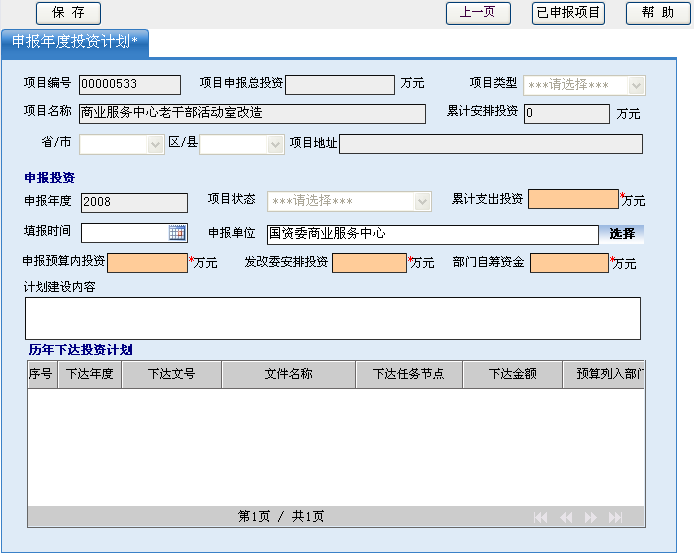 保 存 上一页 已申报项目 帮 助
申报年度投资计划*
项目编号 00000533 项目申报总投资 万元 项目类型 ***请选择***
项目名称 商业服务中心老干部活动室改造 累计安排投资 0 万元
省/市 区/县 项目地址
申报投资
申报年度 2008 项目状态 ***请选择*** 累计支出投资 *万元
填报时间 申报单位 国资委商业服务中心 选择
申报预算内投资 *万元 发改委安排投资 *万元 部门自筹资金 *万元
计划建设内容
历年下达投资计划
序号 下达年度 下达文号 文件名称 下达任务节点 下达金额 预算列入部门
第1页 / 共1页